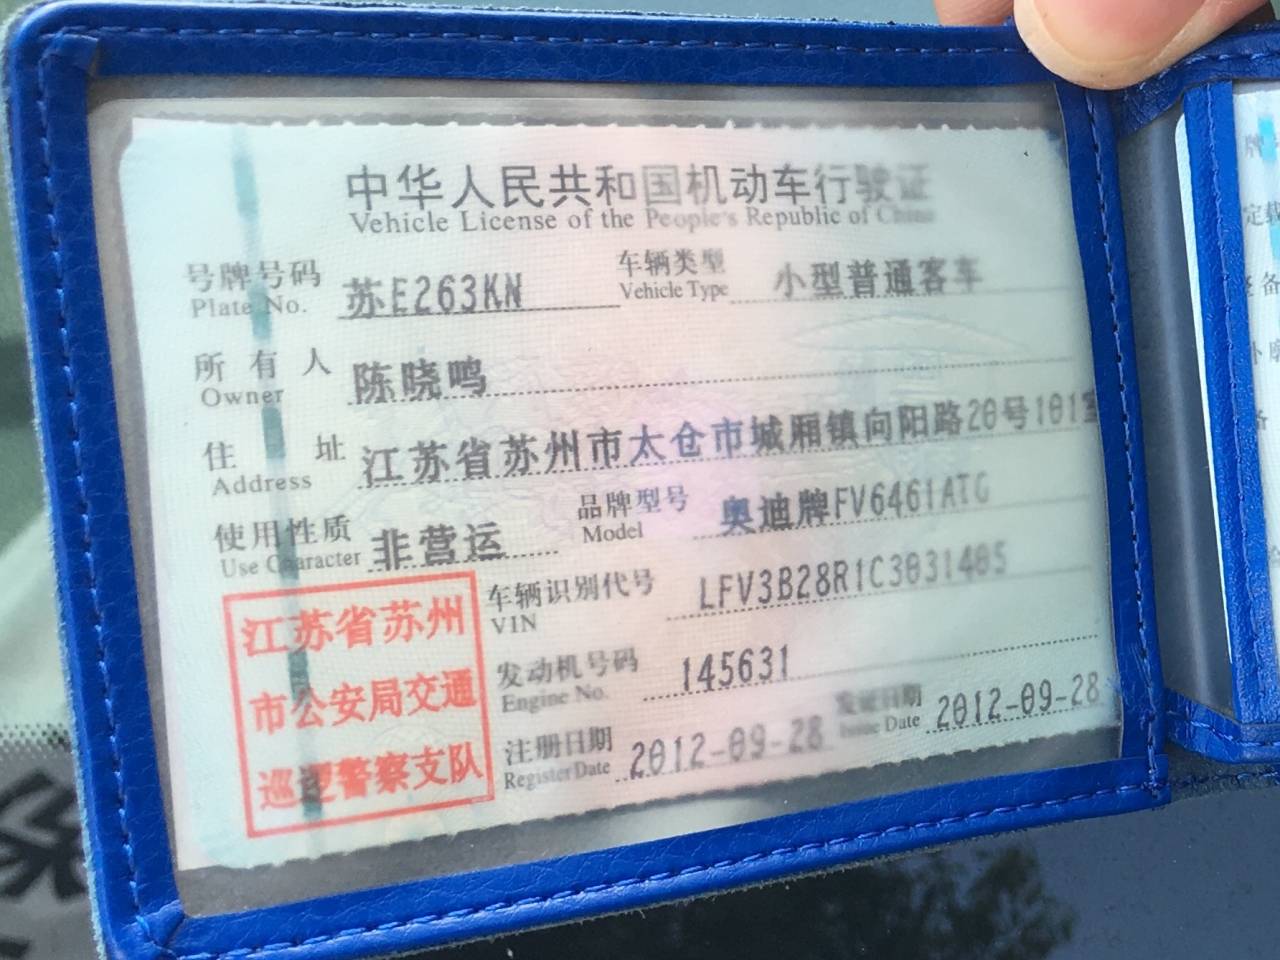 中华人民共和国机动车行驶证
Vehicle License of the People's Republic of China
号牌号码 苏E263KN 车辆类型 小型普通客车
Plate No. Vehicle Type
所有人 陈晓鸣
Owner
住址 江苏省苏州市太仓市城厢镇向阳路20号101室
Address
使用性质 非营运 品牌型号 奥迪牌FV6461ATG
Use Character Model
车辆识别代号 LFV3B28R1C3031405
VIN
发动机号码 145631
Engine No.
注册日期 2012-09-28 发证日期 2012-09-28
Register Date Issue Date
江苏省苏州
市公安局交通
巡逻警察支队